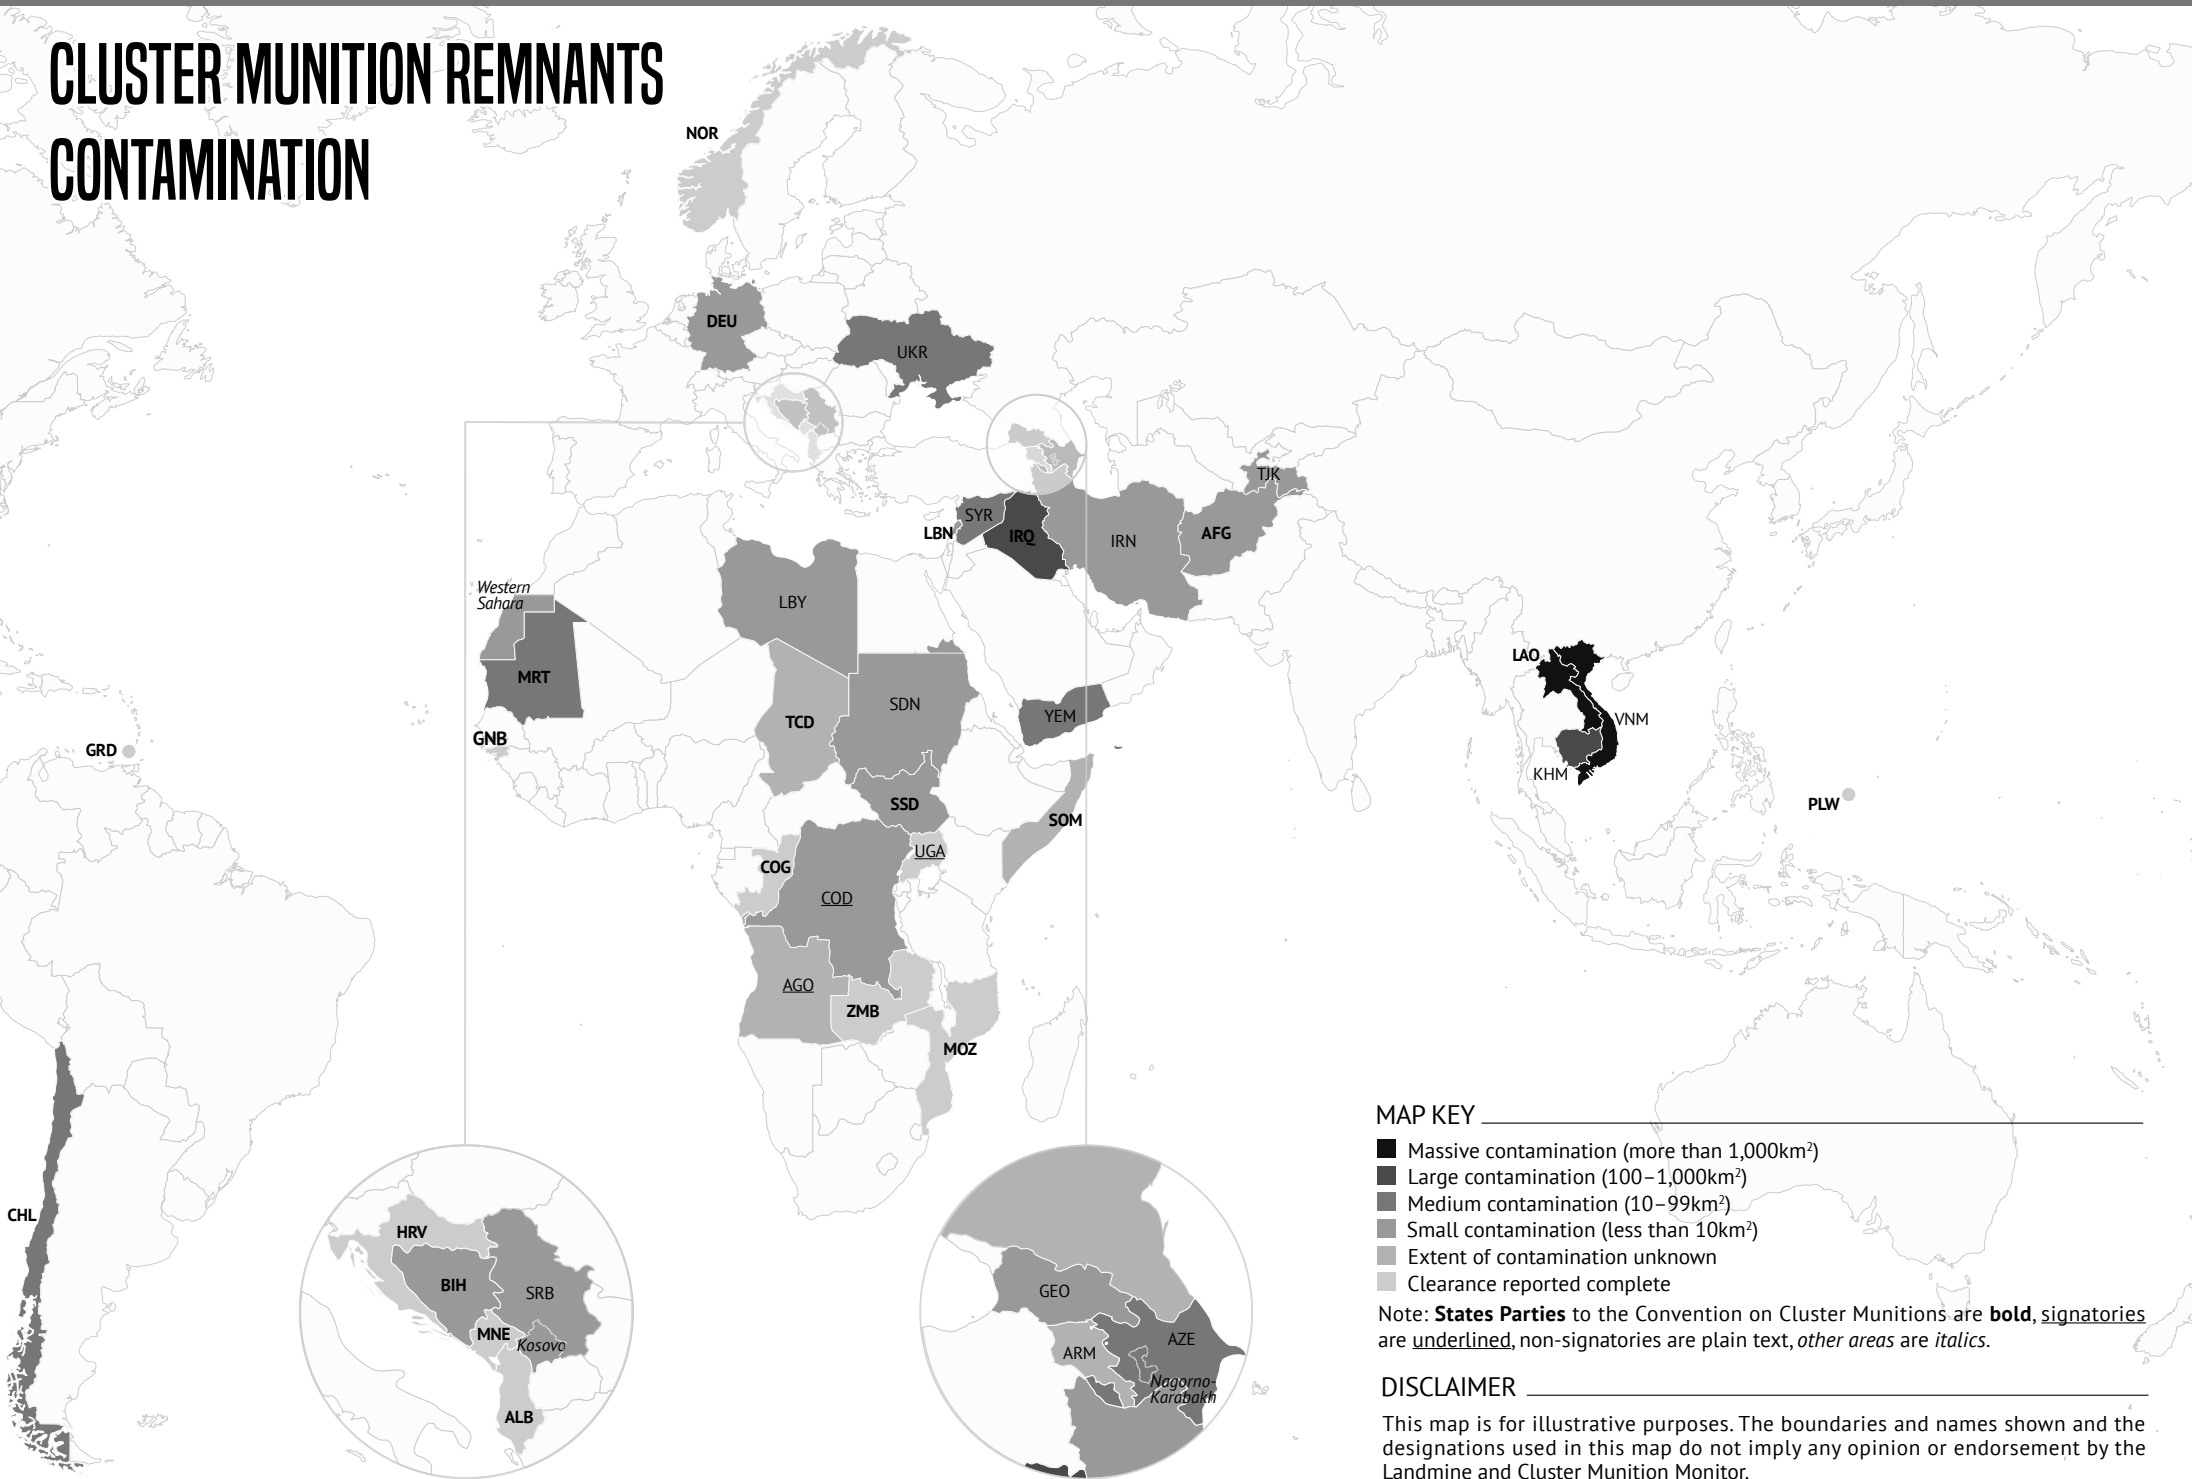 CLUSTER MUNITION REMNANTS
CONTAMINATION
NOR
DEU
UKR
TJK
SYR
LBN
IRQ
IRN
AFG
Western
Sahara
LBY
MRT
LAO
SDN
TCD
YEM
VNM
GNB
GRD
KHM
SSD
PLW
SOM
UGA
COG
COD
AGO
ZMB
MOZ
CHL
HRV
BIH
SRB
MNE
Kosovo
ALB
GEO
AZE
ARM
Nagorno-
Karabakh
MAP KEY
Massive contamination (more than 1,000km²)
Large contamination (100–1,000km²)
Medium contamination (10–99km²)
Small contamination (less than 10km²)
Extent of contamination unknown
Clearance reported complete
Note: States Parties to the Convention on Cluster Munitions are bold, signatories
are underlined, non-signatories are plain text, other areas are italics.
DISCLAIMER
This map is for illustrative purposes. The boundaries and names shown and the
designations used in this map do not imply any opinion or endorsement by the
Landmine and Cluster Munition Monitor.